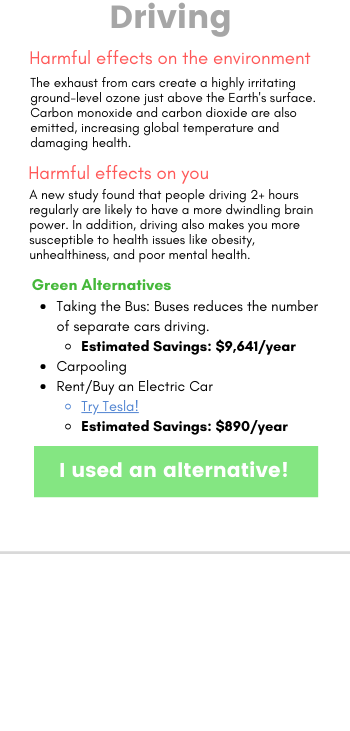 Driving
Harmful effects on the environment
The exhaust from cars create a highly irritating
ground-level ozone just above the Earth's surface.
Carbon monoxide and carbon dioxide are also
emitted, increasing global temperature and
damaging health.
Harmful effects on you
A new study found that people driving 2+ hours
regularly are likely to have a more dwindling brain
power. In addition, driving also makes you more
susceptible to health issues like obesity,
unhealthiness, and poor mental health.
Green Alternatives
• Taking the Bus: Buses reduces the number
of separate cars driving.
◦ Estimated Savings: $9,641/year
• Carpooling
• Rent/Buy an Electric Car
◦ Try Tesla!
◦ Estimated Savings: $890/year
I used an alternative!